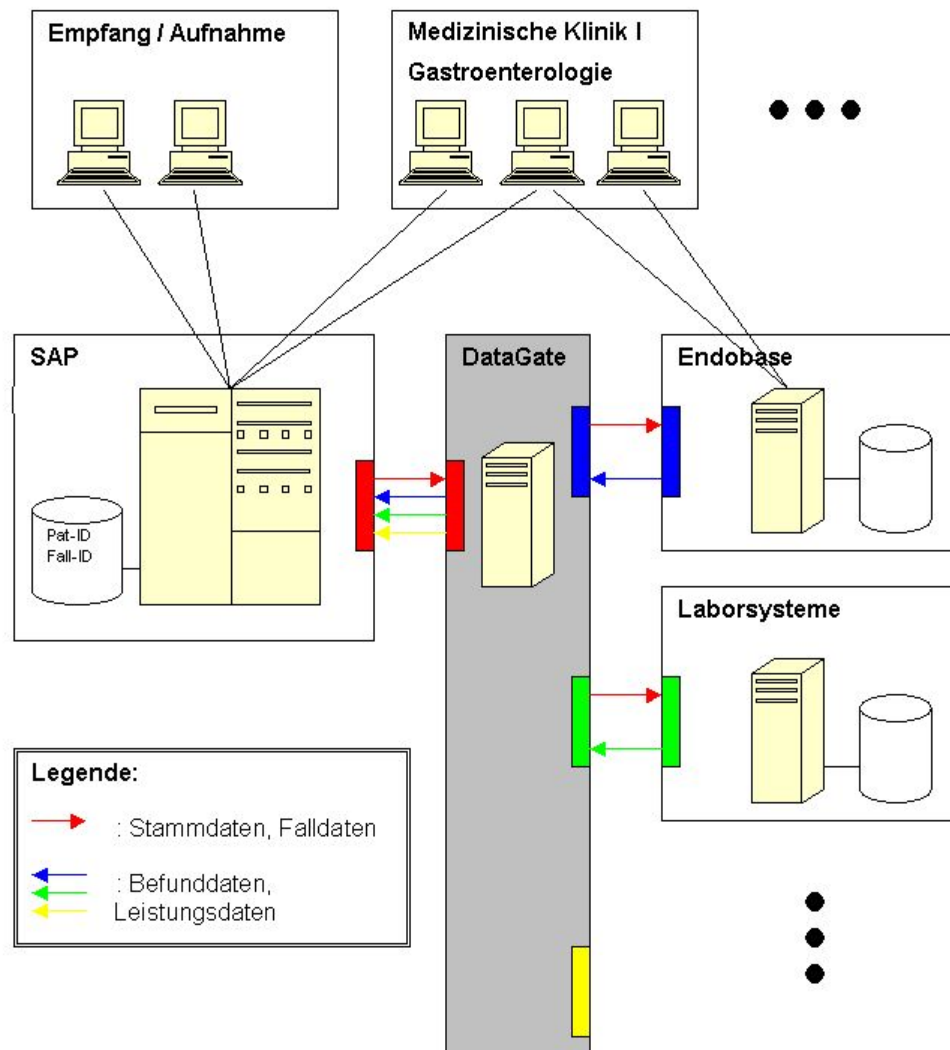 Empfang / Aufnahme
Medizinische Klinik I
Gastroenterologie
SAP
DataGate
Endobase
Pat-ID
Fall-ID
Laborsysteme
Legende:
: Stammdaten, Falldaten
: Befunddaten,
Leistungsdaten